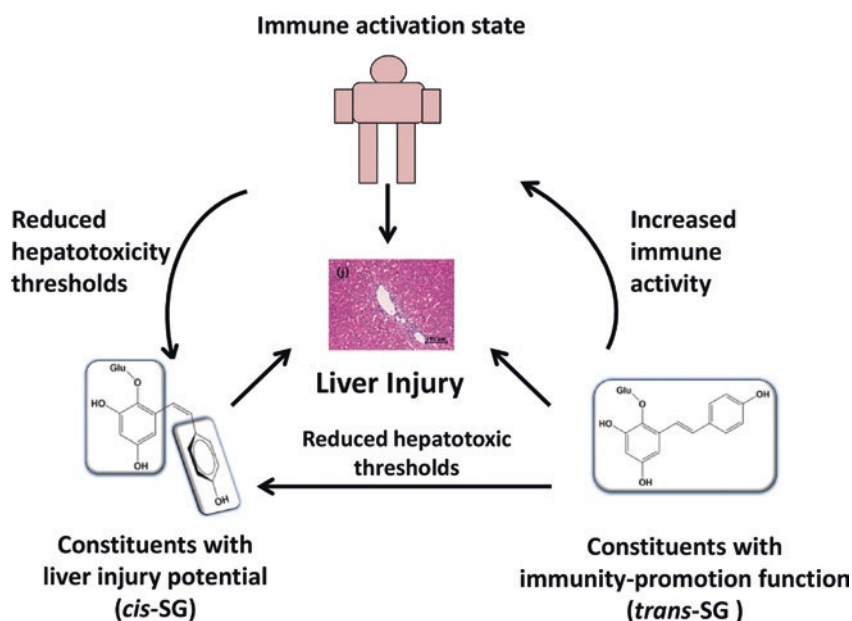 Immune activation state
Reduced
hepatotoxicity
thresholds
Increased
immune
activity
(j)
Liver Injury
Glu
O
HO
OH
OH
Reduced hepatotoxic
thresholds
Glu
O
HO
OH
OH
Constituents with
liver injury potential
(cis-SG)
Constituents with
immunity-promotion function
(trans-SG )